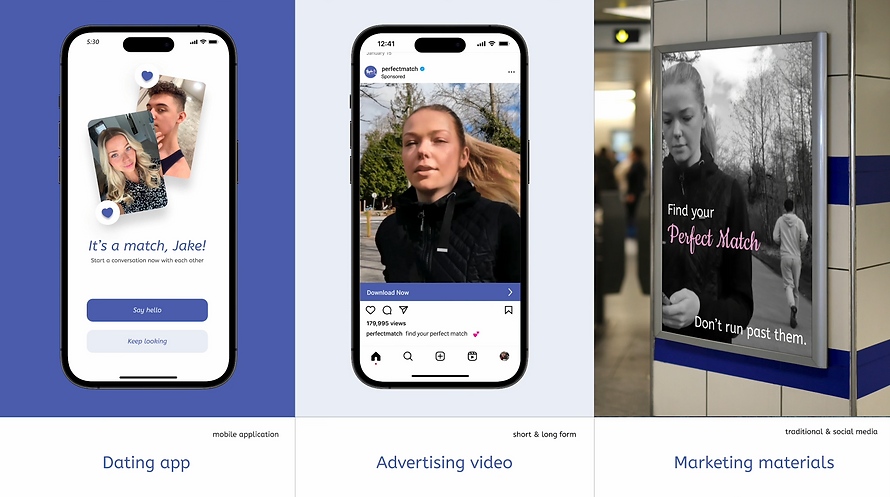 5:30
It's a match, Jake!
Start a conversation now with each other
Say hello
Keep looking
mobile application
Dating app
12:41
January 15
perfectmatch
Sponsored
Download Now
179,995 views
perfectmatch find your perfect match
short & long form
Advertising video
Find your
Perfect Match
Don't run past them.
traditional & social media
Marketing materials